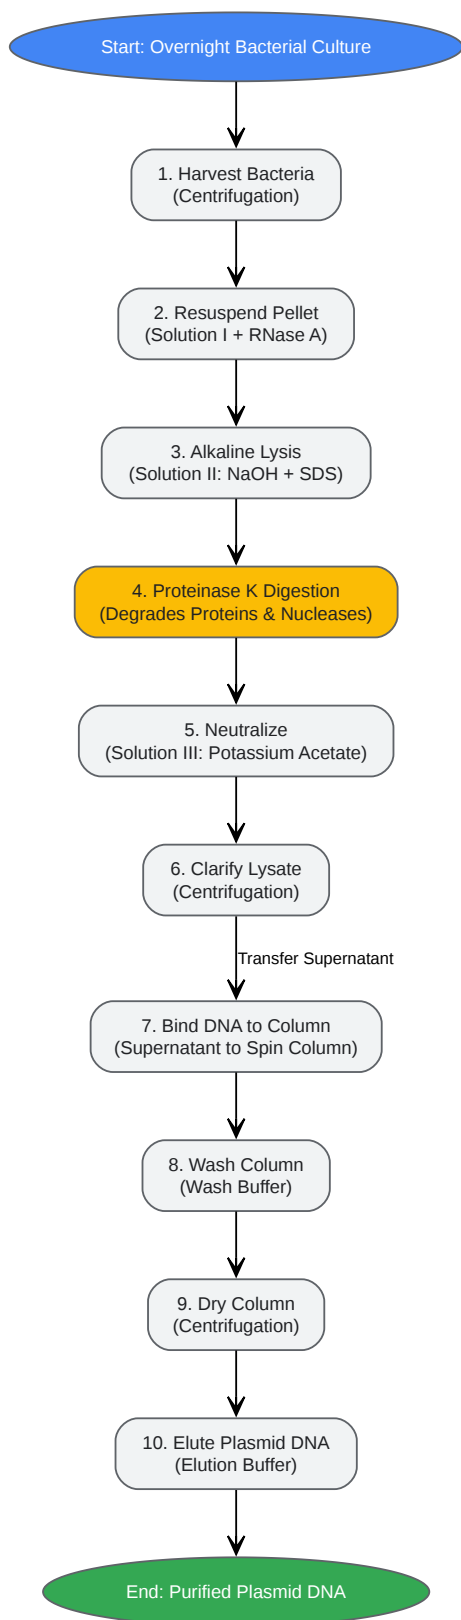 Start: Overnight Bacterial Culture
1. Harvest Bacteria
(Centrifugation)
2. Resuspend Pellet
(Solution I + RNase A)
3. Alkaline Lysis
(Solution II: NaOH + SDS)
4. Proteinase K Digestion
(Degrades Proteins & Nucleases)
5. Neutralize
(Solution III: Potassium Acetate)
6. Clarify Lysate
(Centrifugation)
Transfer Supernatant
7. Bind DNA to Column
(Supernatant to Spin Column)
8. Wash Column
(Wash Buffer)
9. Dry Column
(Centrifugation)
10. Elute Plasmid DNA
(Elution Buffer)
End: Purified Plasmid DNA